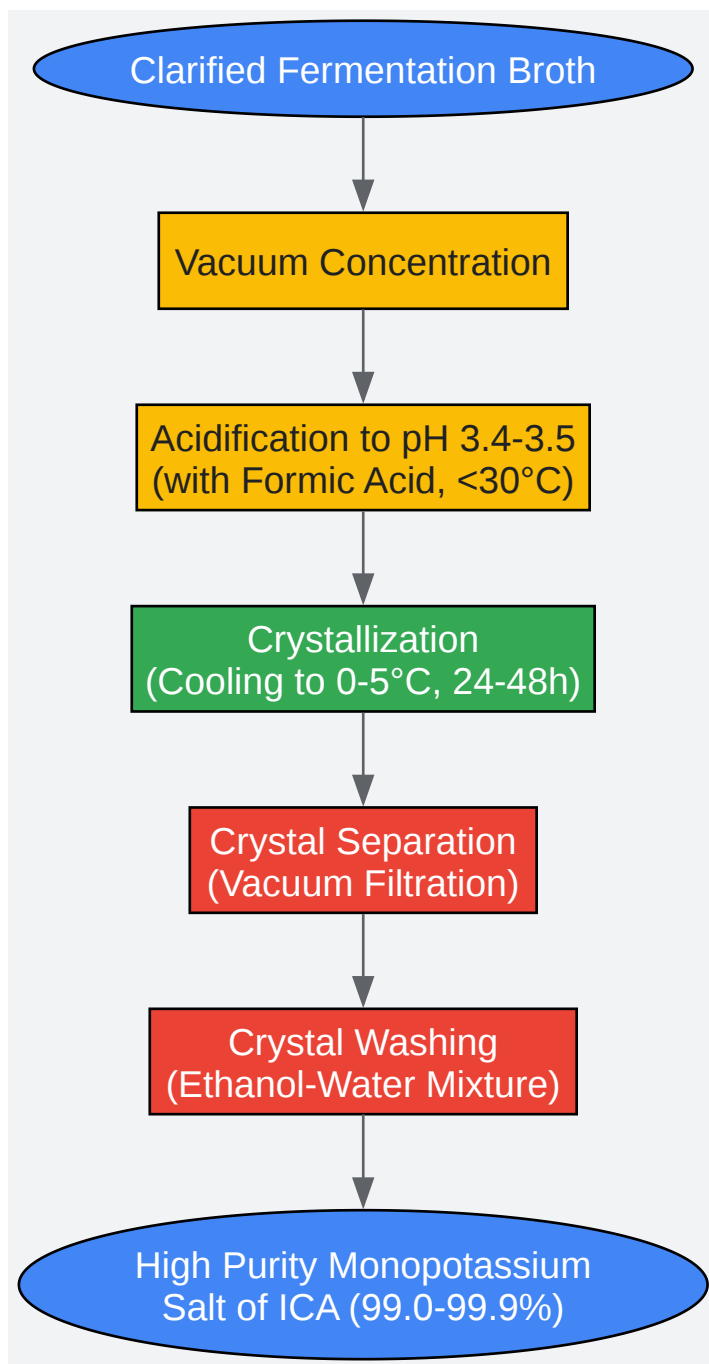 Clarified Fermentation Broth
Vacuum Concentration
Acidification to pH 3.4-3.5
(with Formic Acid, <30°C)
Crystallization
(Cooling to 0-5°C, 24-48h)
Crystal Separation
(Vacuum Filtration)
Crystal Washing
(Ethanol-Water Mixture)
High Purity Monopotassium
Salt of ICA (99.0-99.9%)